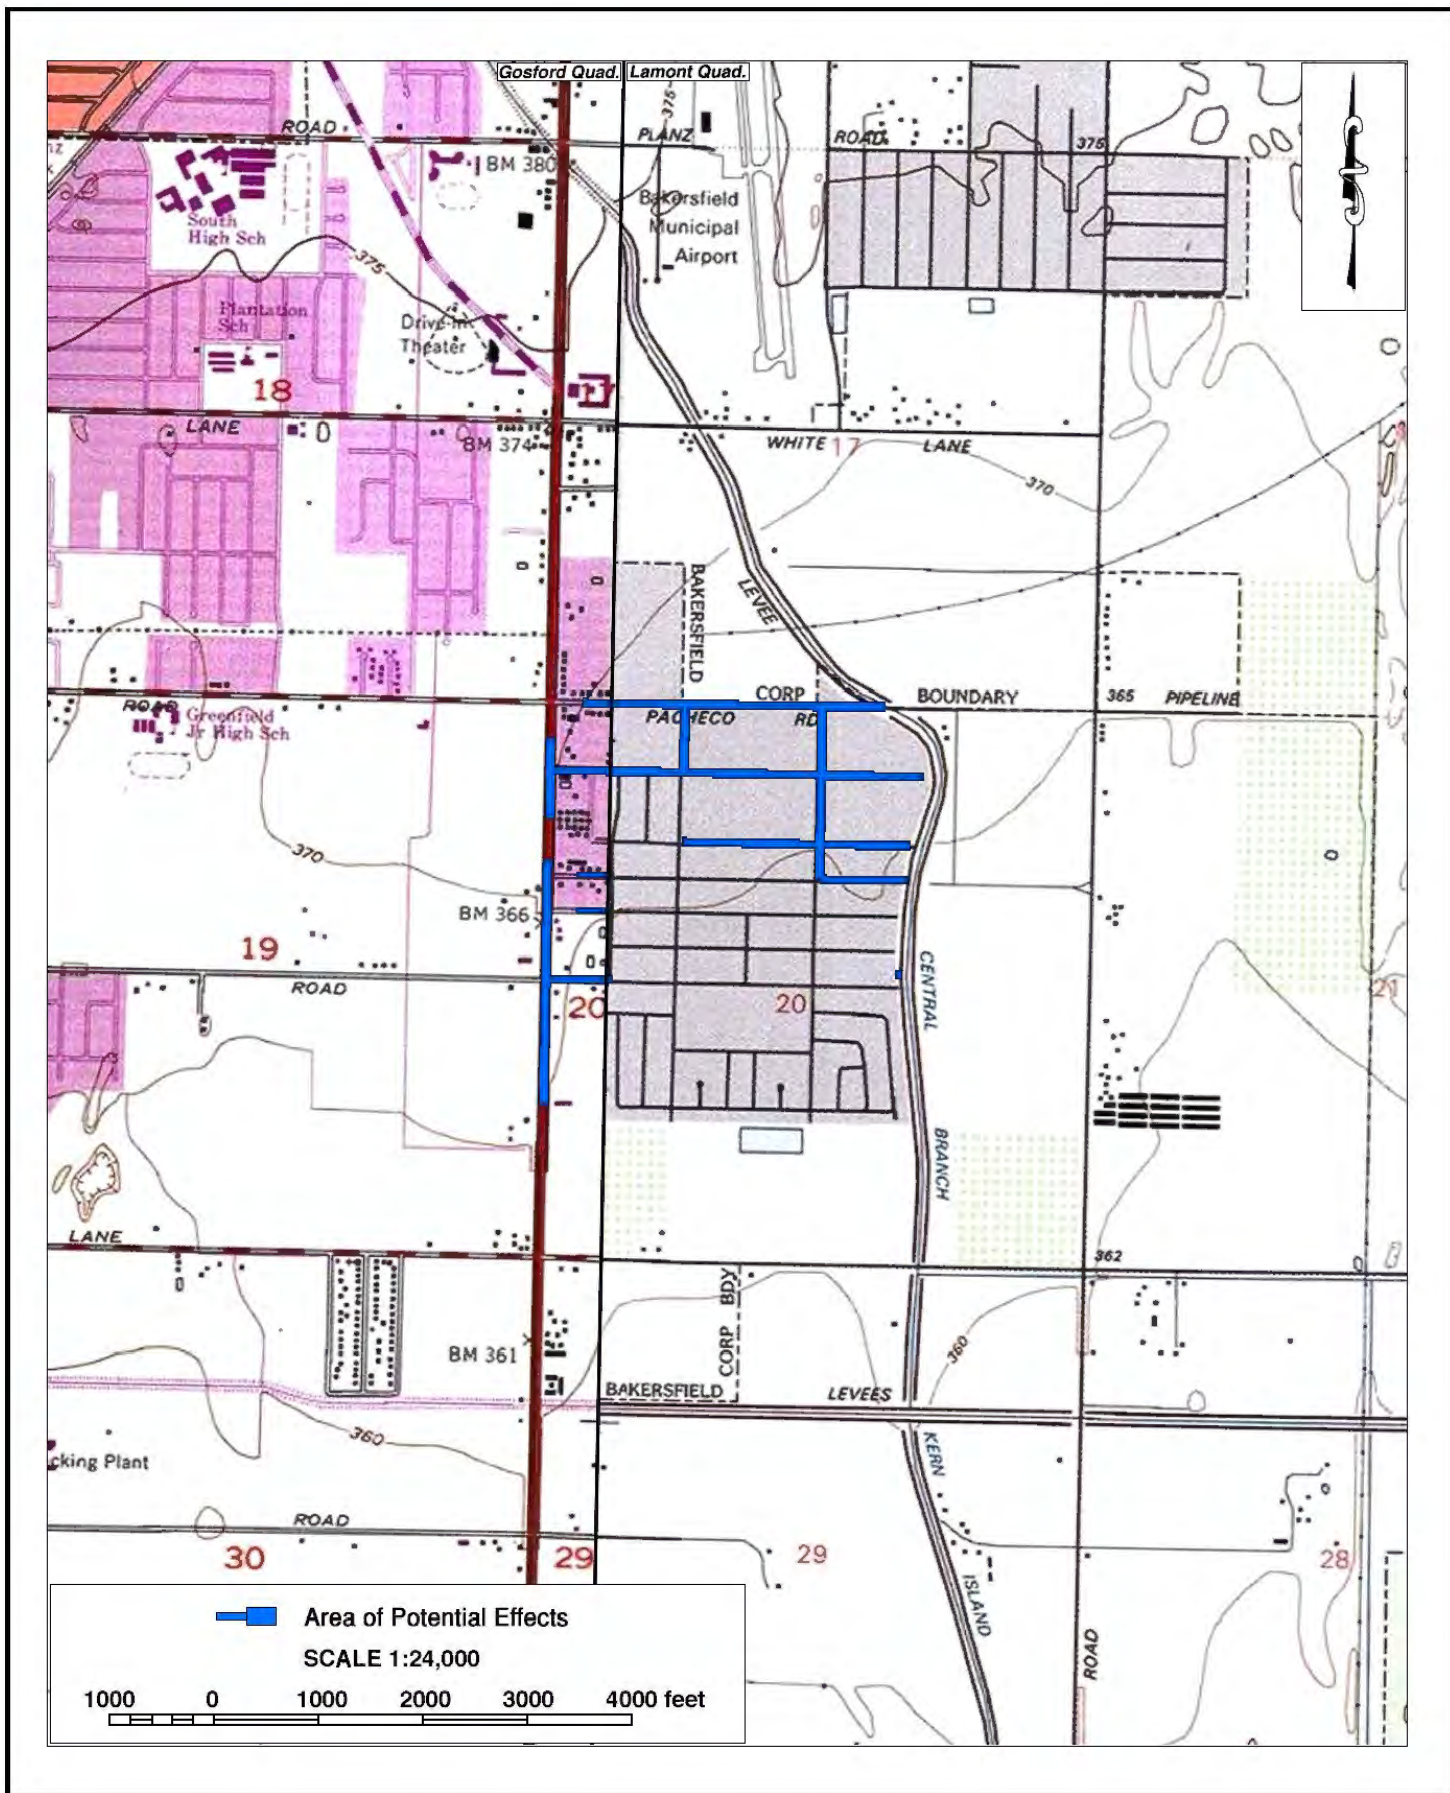 Gosford Quad. Lamont Quad.
ROAD
PLANZ
ROAD
375
375
BM 380
South
High Sch
Bakersfield
Municipal
Airport
375
Plantation
Sch
Drive-In
Theater
18
17
LANE
BM 374
WHITE
17
LANE
370
BAKERSFIELD
LEVEE
CORP
BOUNDARY
365
PIPELINE
ROAD
Greenfield
Jr High Sch
PACHECO
RD
370
BM 366
19
ROAD
20
20
CENTRAL
21
BRANCH
LANE
362
CORP BDY
BM 361
360
BAKERSFIELD
LEVEES
360
KERN
cking Plant
ROAD
30
29
29
28
ISLAND
ROAD
Area of Potential Effects
SCALE 1:24,000
1000 0 1000 2000 3000 4000 feet